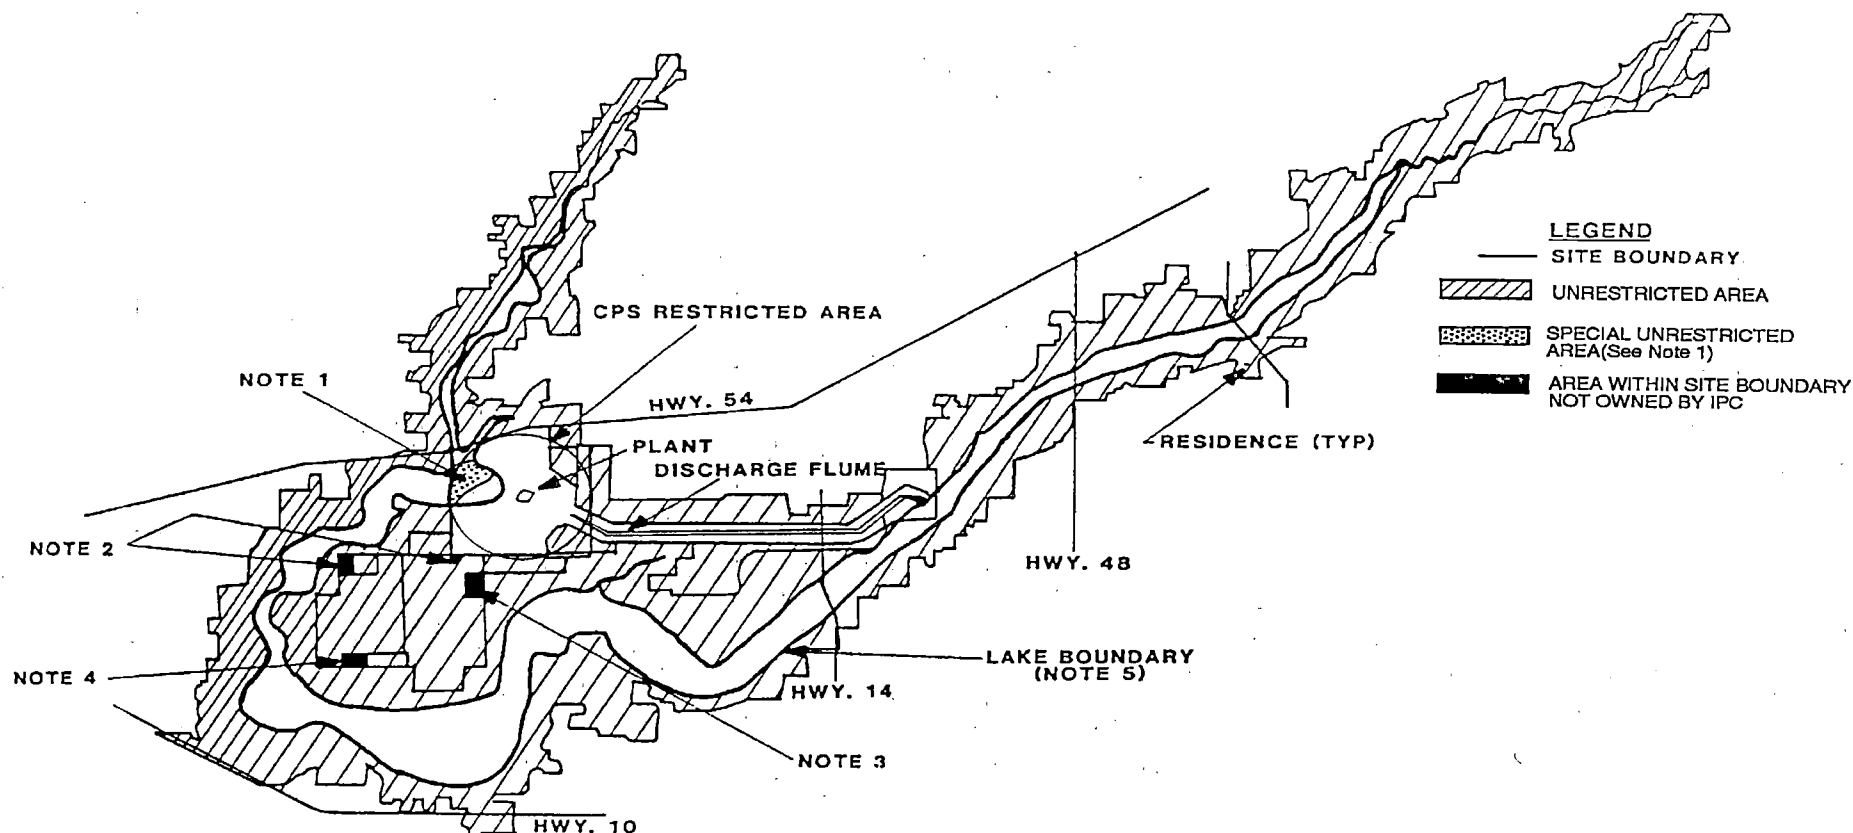 LEGEND
SITE BOUNDARY
UNRESTRICTED AREA
SPECIAL UNRESTRICTED
AREA(See Note 1)
AREA WITHIN SITE BOUNDARY
NOT OWNED BY IPC
CPS RESTRICTED AREA
NOTE 1
HWY. 54
PLANT
DISCHARGE FLUME
RESIDENCE (TYP)
NOTE 2
HWY. 48
LAKE BOUNDARY
(NOTE 5)
NOTE 4
HWY. 14
NOTE 3
HWY. 10